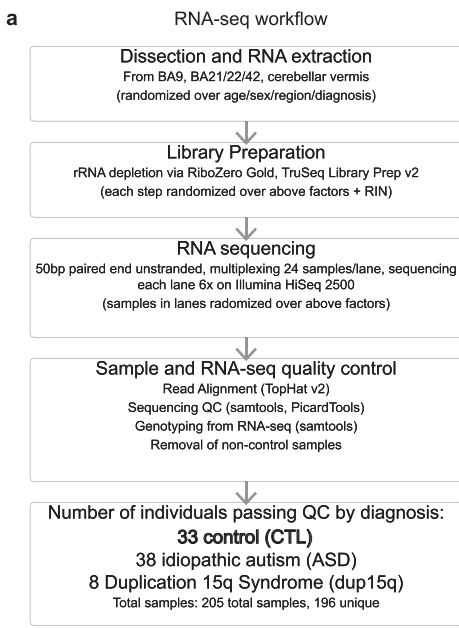 a
RNA-seq workflow
Dissection and RNA extraction
From BA9, BA21/22/42, cerebellar vermis
(randomized over age/sex/region/diagnosis)
Library Preparation
rRNA depletion via RiboZero Gold, TruSeq Library Prep v2
(each step randomized over above factors + RIN)
RNA sequencing
50bp paired end unstranded, multiplexing 24 samples/lane, sequencing
each lane 6x on Illumina HiSeq 2500
(samples in lanes radomized over above factors)
Sample and RNA-seq quality control
Read Alignment (TopHat v2)
Sequencing QC (samtools, PicardTools)
Genotyping from RNA-seq (samtools)
Removal of non-control samples
Number of individuals passing QC by diagnosis:
33 control (CTL)
38 idiopathic autism (ASD)
8 Duplication 15q Syndrome (dup15q)
Total samples: 205 total samples, 196 unique